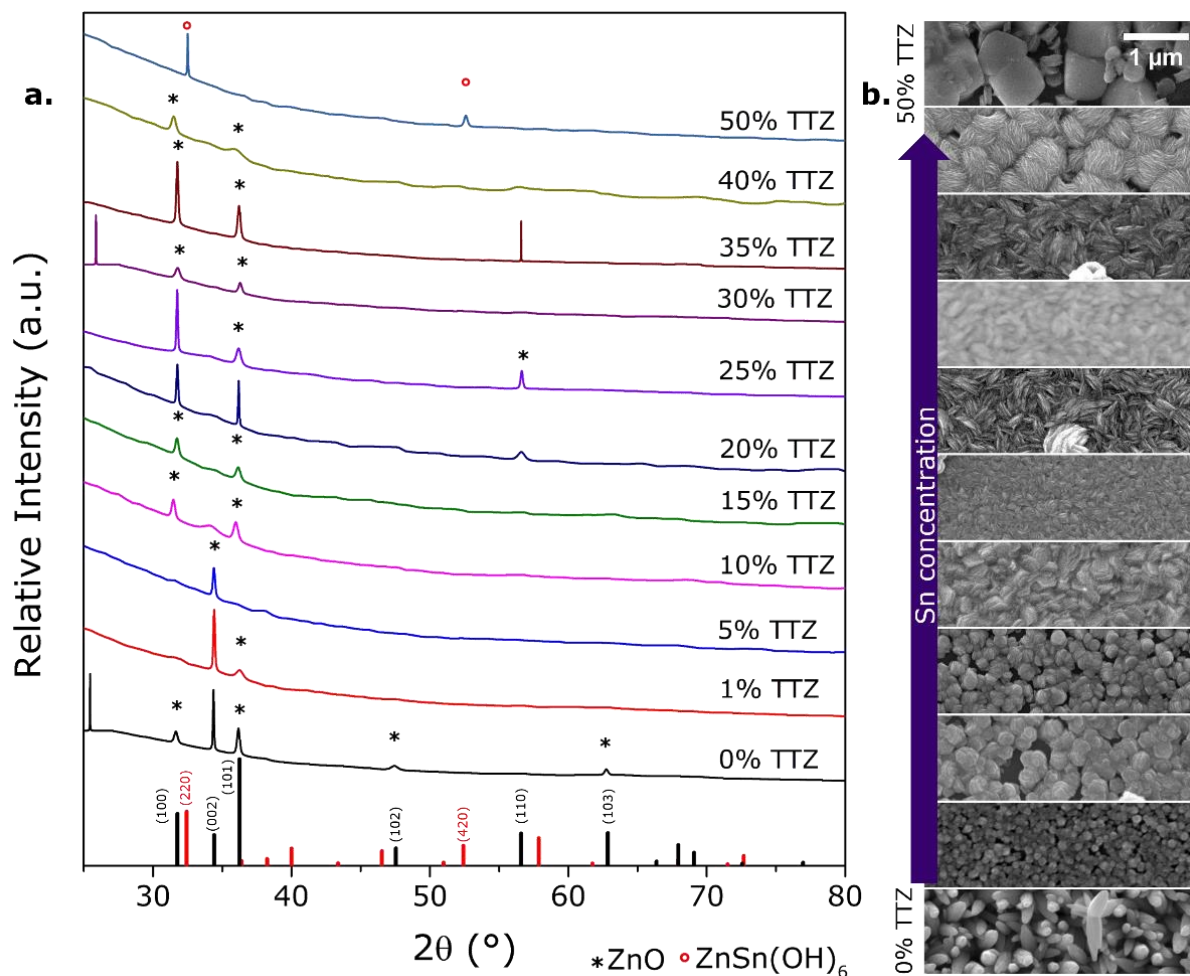 a.
Relative Intensity (a.u.)
50% TTZ
40% TTZ
35% TTZ
30% TTZ
25% TTZ
20% TTZ
15% TTZ
10% TTZ
5% TTZ
1% TTZ
0% TTZ
(100)
(220)
(002)
(101)
(102)
(420)
(110)
(103)
30 40 50 60 70 80
2θ (°)
*ZnO °ZnSn(OH)₆
b.
50% TTZ
1 µm
Sn concentration
0% TTZ